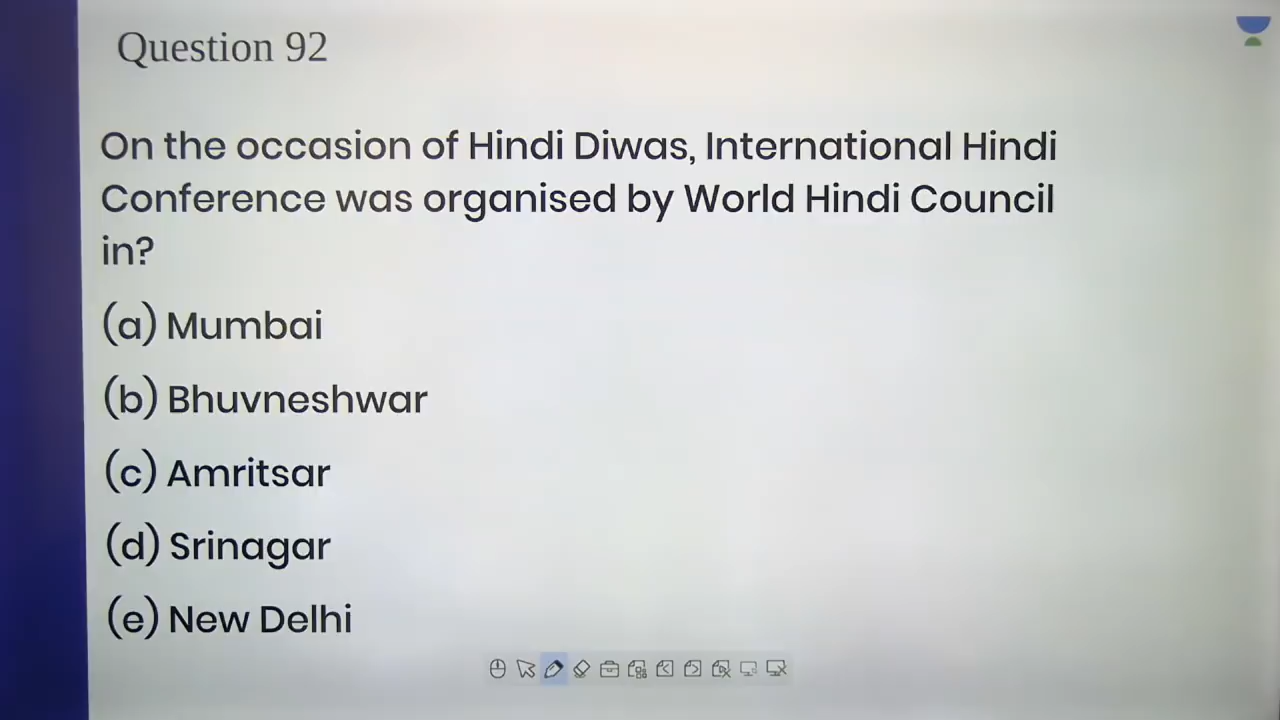 Question 92
On the occasion of Hindi Diwas, International Hindi
Conference was organised by World Hindi Council
in?
(a) Mumbai
(b) Bhuvneshwar
(c) Amritsar
(d) Srinagar
(e) New Delhi